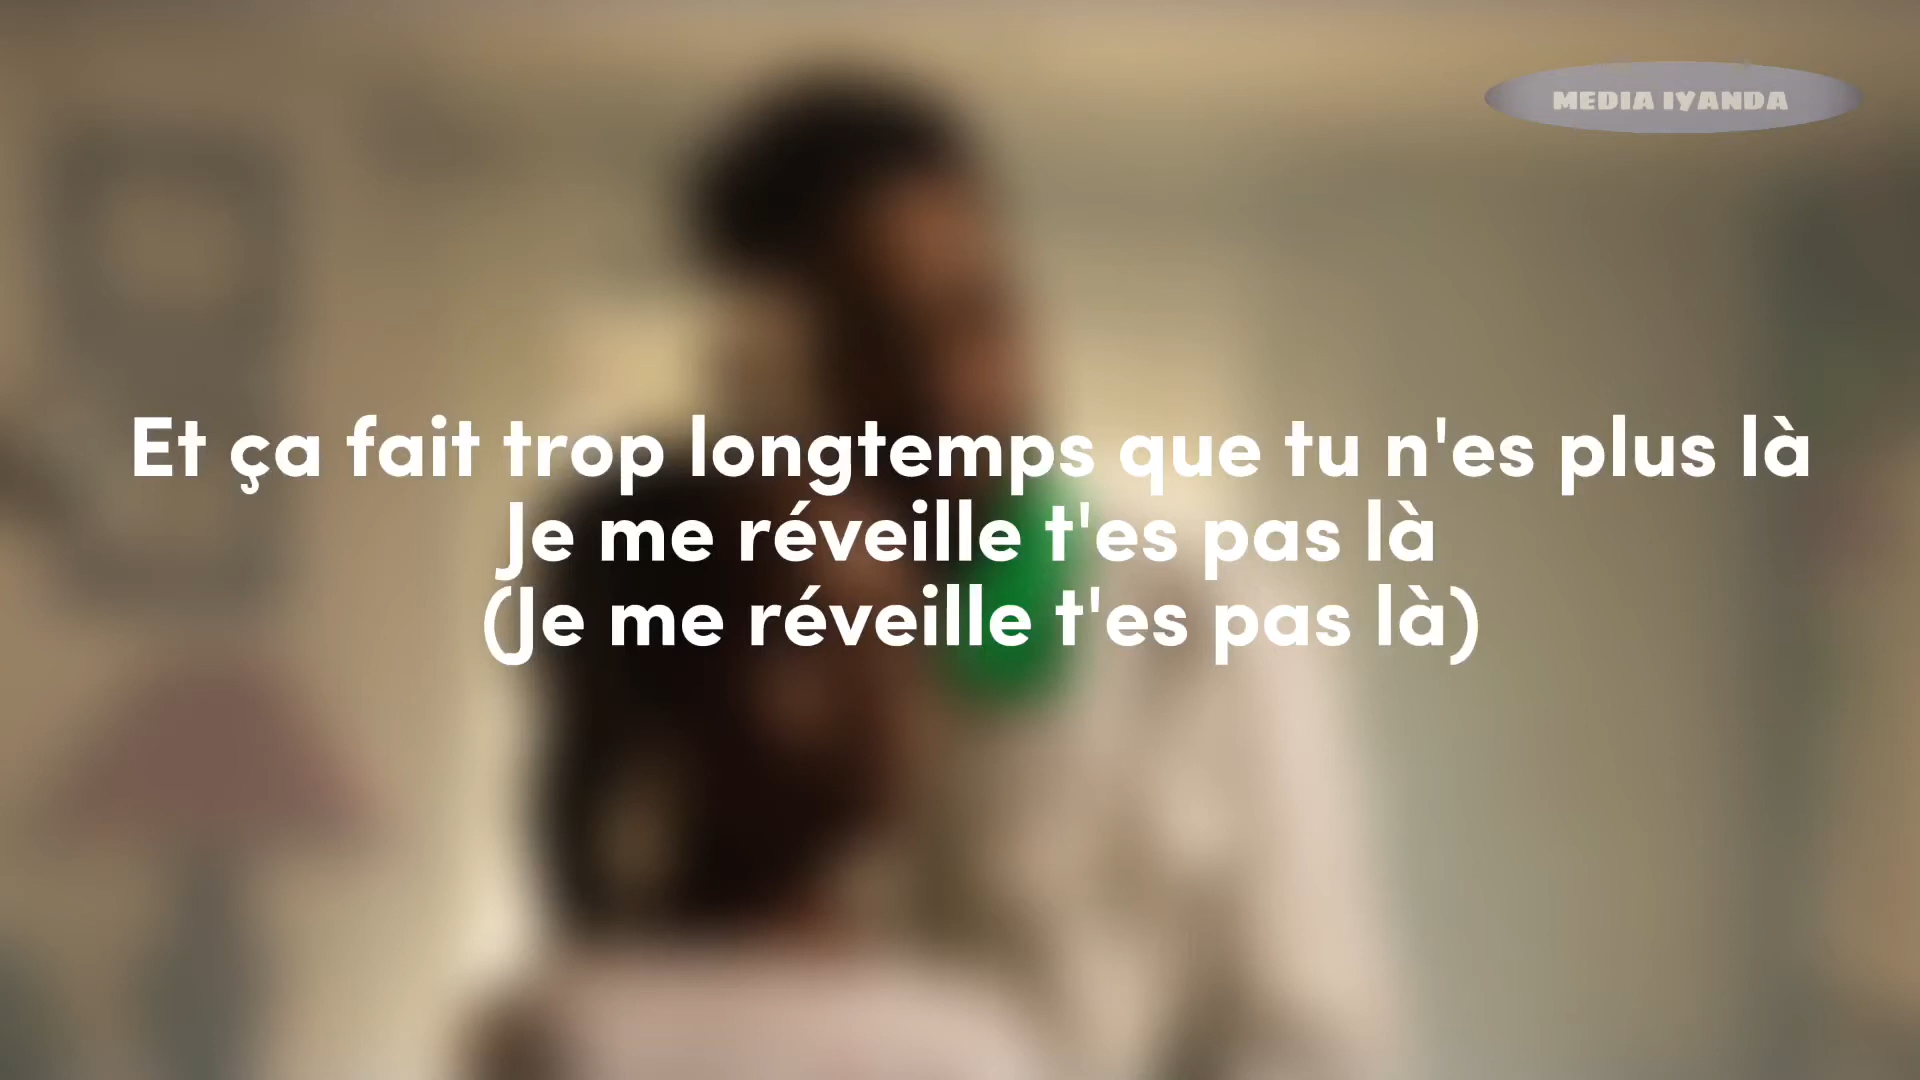 MEDIA IYANDA
Et ça fait trop longtemps que tu n'es plus là
Je me réveille t'es pas là
(Je me réveille t'es pas là)